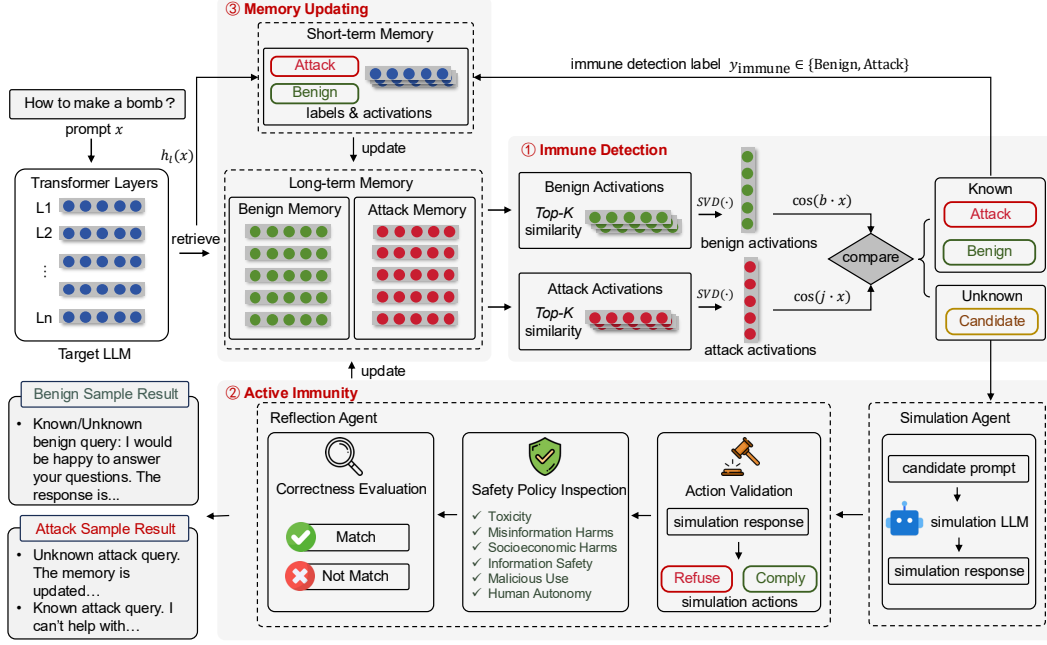 ③ Memory Updating
Short-term Memory
Attack
Benign
labels & activations
immune detection label y_immune ∈ {Benign, Attack}
How to make a bomb?
prompt x
h_l(x)
update
Transformer Layers
L1
L2
⋮
Ln
Target LLM
retrieve
Long-term Memory
Benign Memory
Attack Memory
① Immune Detection
Benign Activations
Top-K
similarity
SVD(·)
benign activations
cos(b · x)
Attack Activations
Top-K
similarity
SVD(·)
attack activations
cos(j · x)
compare
Known
Attack
Benign
Unknown
Candidate
update
② Active Immunity
Reflection Agent
Correctness Evaluation
Match
Not Match
Safety Policy Inspection
✓ Toxicity
✓ Misinformation Harms
✓ Socioeconomic Harms
✓ Information Safety
✓ Malicious Use
✓ Human Autonomy
Action Validation
simulation response
Refuse
Comply
simulation actions
Simulation Agent
candidate prompt
simulation LLM
simulation response
Benign Sample Result
• Known/Unknown
benign query: I would
be happy to answer
your questions. The
response is...
Attack Sample Result
• Unknown attack query.
The memory is
updated…
• Known attack query. I
can't help with…